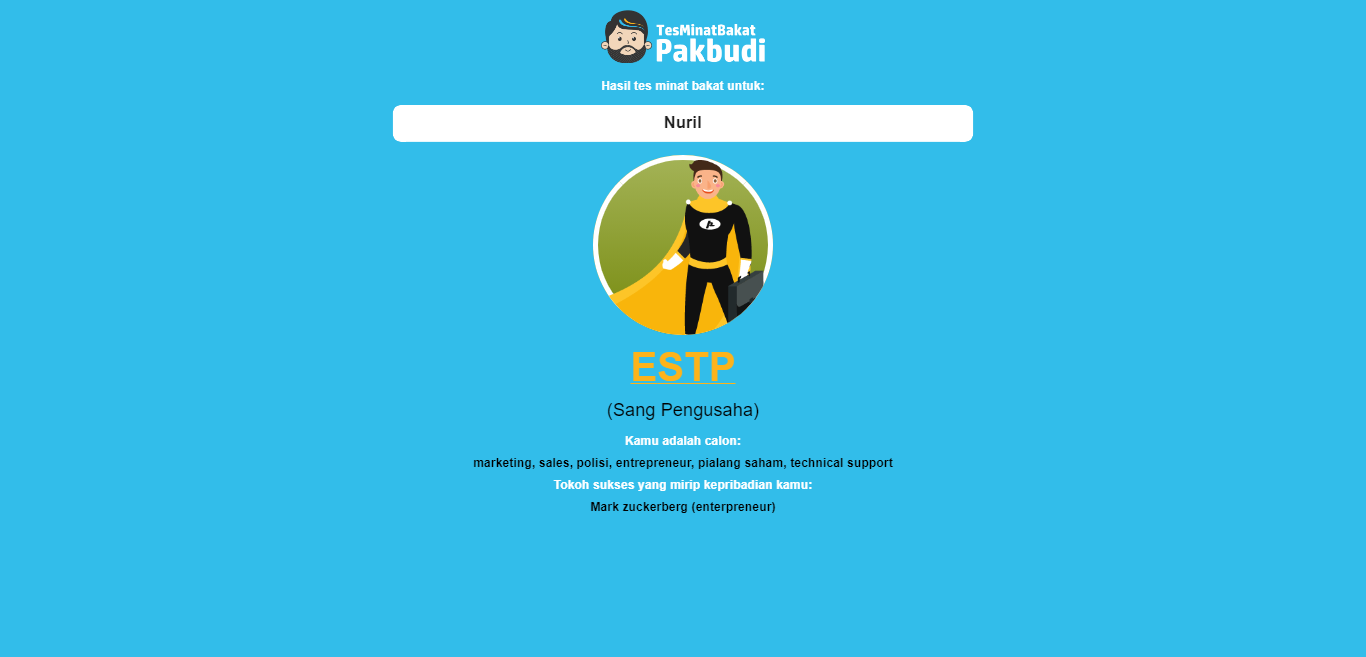 TesMinatBakat
Pakbudi
Hasil tes minat bakat untuk:
Nuril
ESTP
(Sang Pengusaha)
Kamu adalah calon:
marketing, sales, polisi, entrepreneur, pialang saham, technical support
Tokoh sukses yang mirip kepribadian kamu:
Mark zuckerberg (enterpreneur)